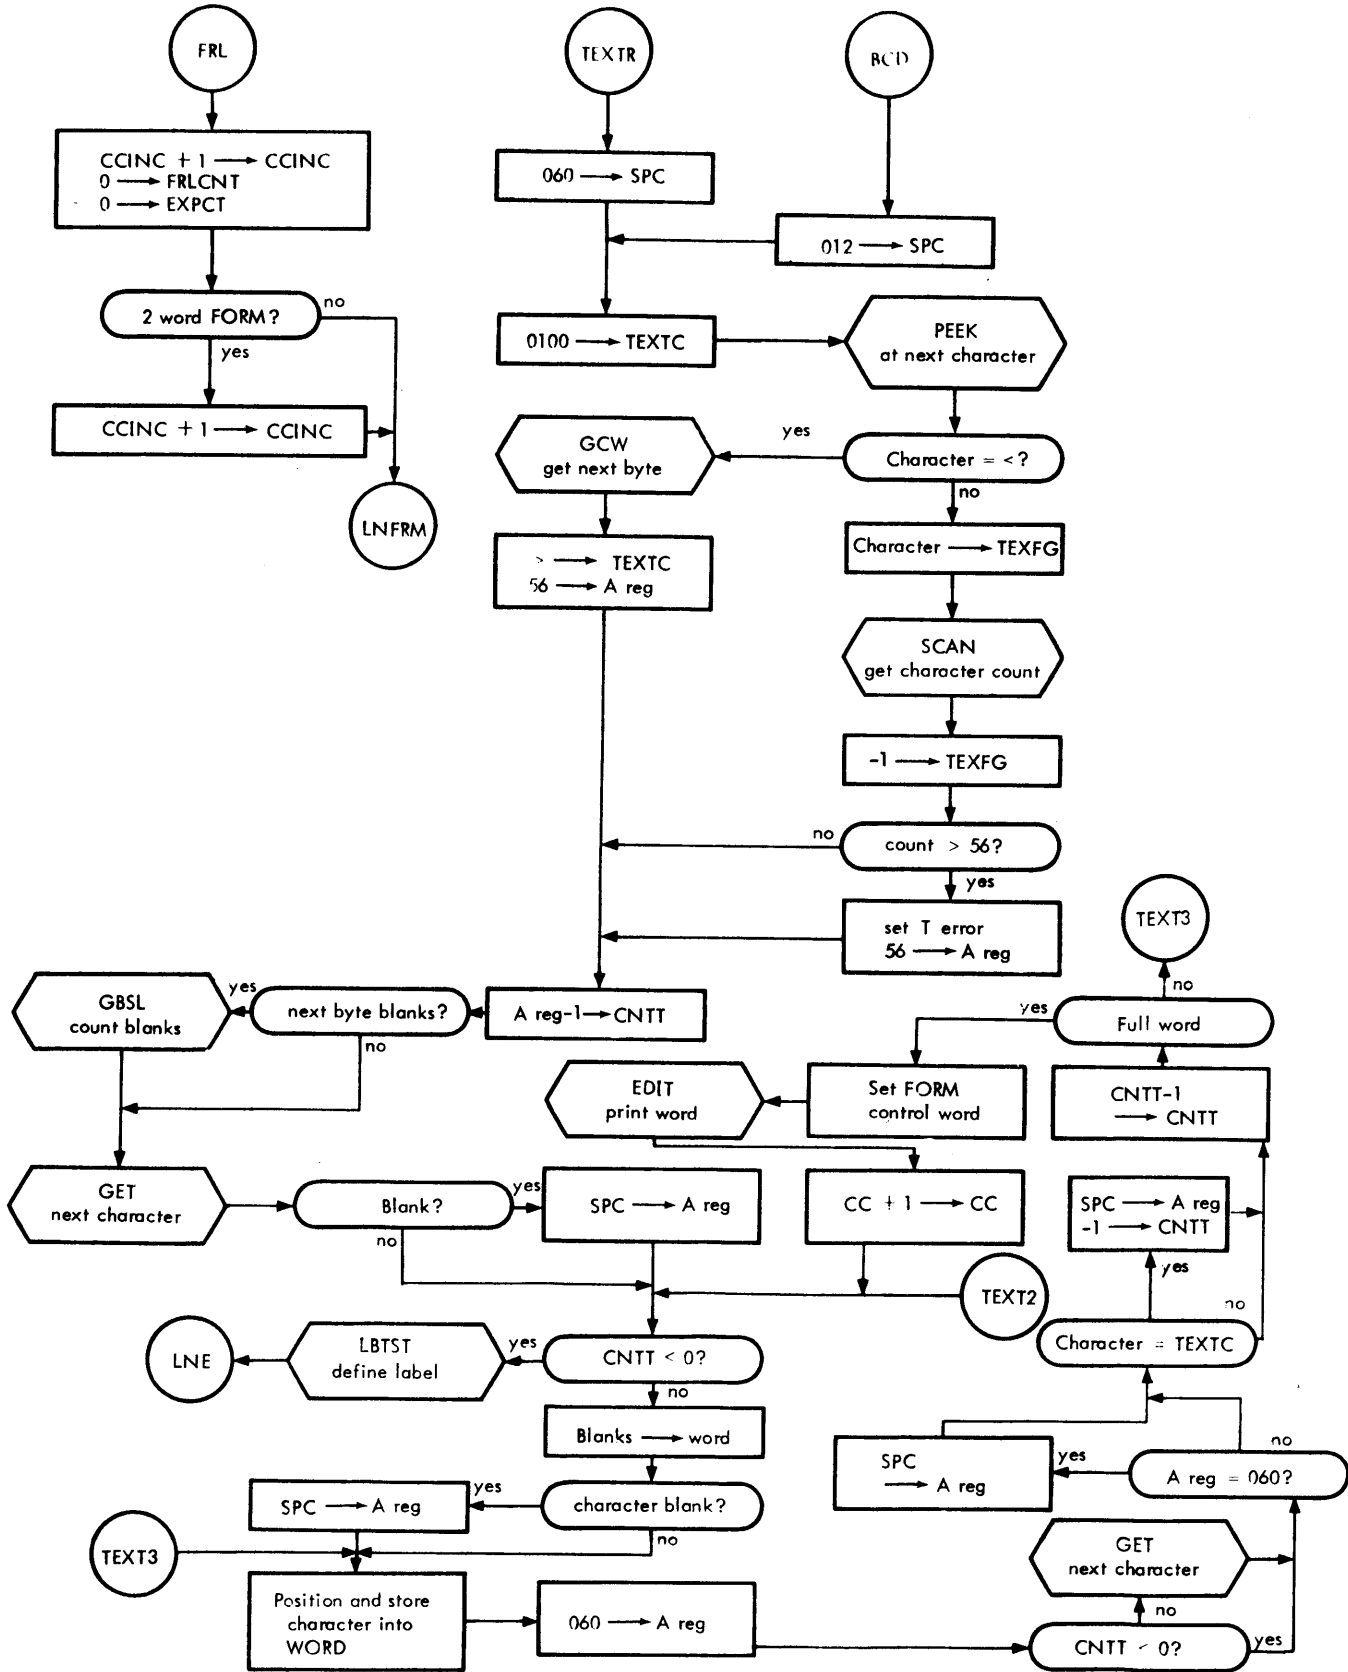 FRL
TEXTR
BCD
CCINC + 1 → CCINC
0 → FRLCNT
0 → EXPCT
060 → SPC
012 → SPC
2 word FORM?
no
yes
0100 → TEXTC
PEEK
at next character
CCINC + 1 → CCINC
GCW
get next byte
yes
Character = <?
no
LNFRM
> → TEXTC
56 → A reg
Character → TEXFG
SCAN
get character count
-1 → TEXFG
no
count > 56?
yes
set T error
56 → A reg
TEXT3
no
GBSL
count blanks
yes
next byte blanks?
no
A reg-1 → CNTT
yes
Full word
EDIT
print word
Set FORM
control word
CNTT-1
→ CNTT
GET
next character
Blank?
yes
no
SPC → A reg
CC + 1 → CC
SPC → A reg
-1 → CNTT
yes
no
TEXT2
Character = TEXTC
LNE
LBTST
define label
yes
CNTT < 0?
no
Blanks → word
SPC
→ A reg
yes
no
A reg = 060?
SPC → A reg
yes
character blank?
no
TEXT3
GET
next character
no
Position and store
character into
WORD
060 → A reg
CNTT < 0?
yes